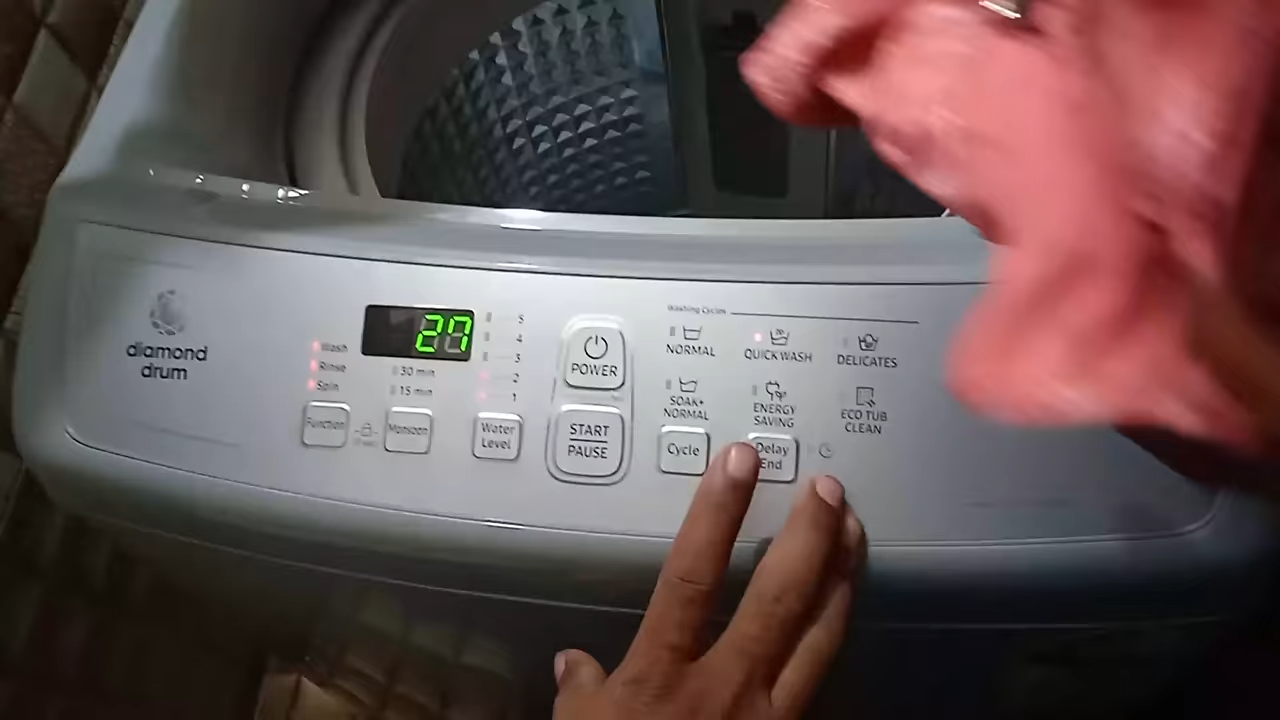 diamond
drum
Wash
Rinse
Spin
Function
27
30 min
15 min
Monsoon
5
4
3
2
1
Water
Level
POWER
START
PAUSE
Washing Cycles
NORMAL
QUICK WASH
DELICATES
SOAK+
NORMAL
ENERGY
SAVING
ECO TUB
CLEAN
Cycle
Delay
End